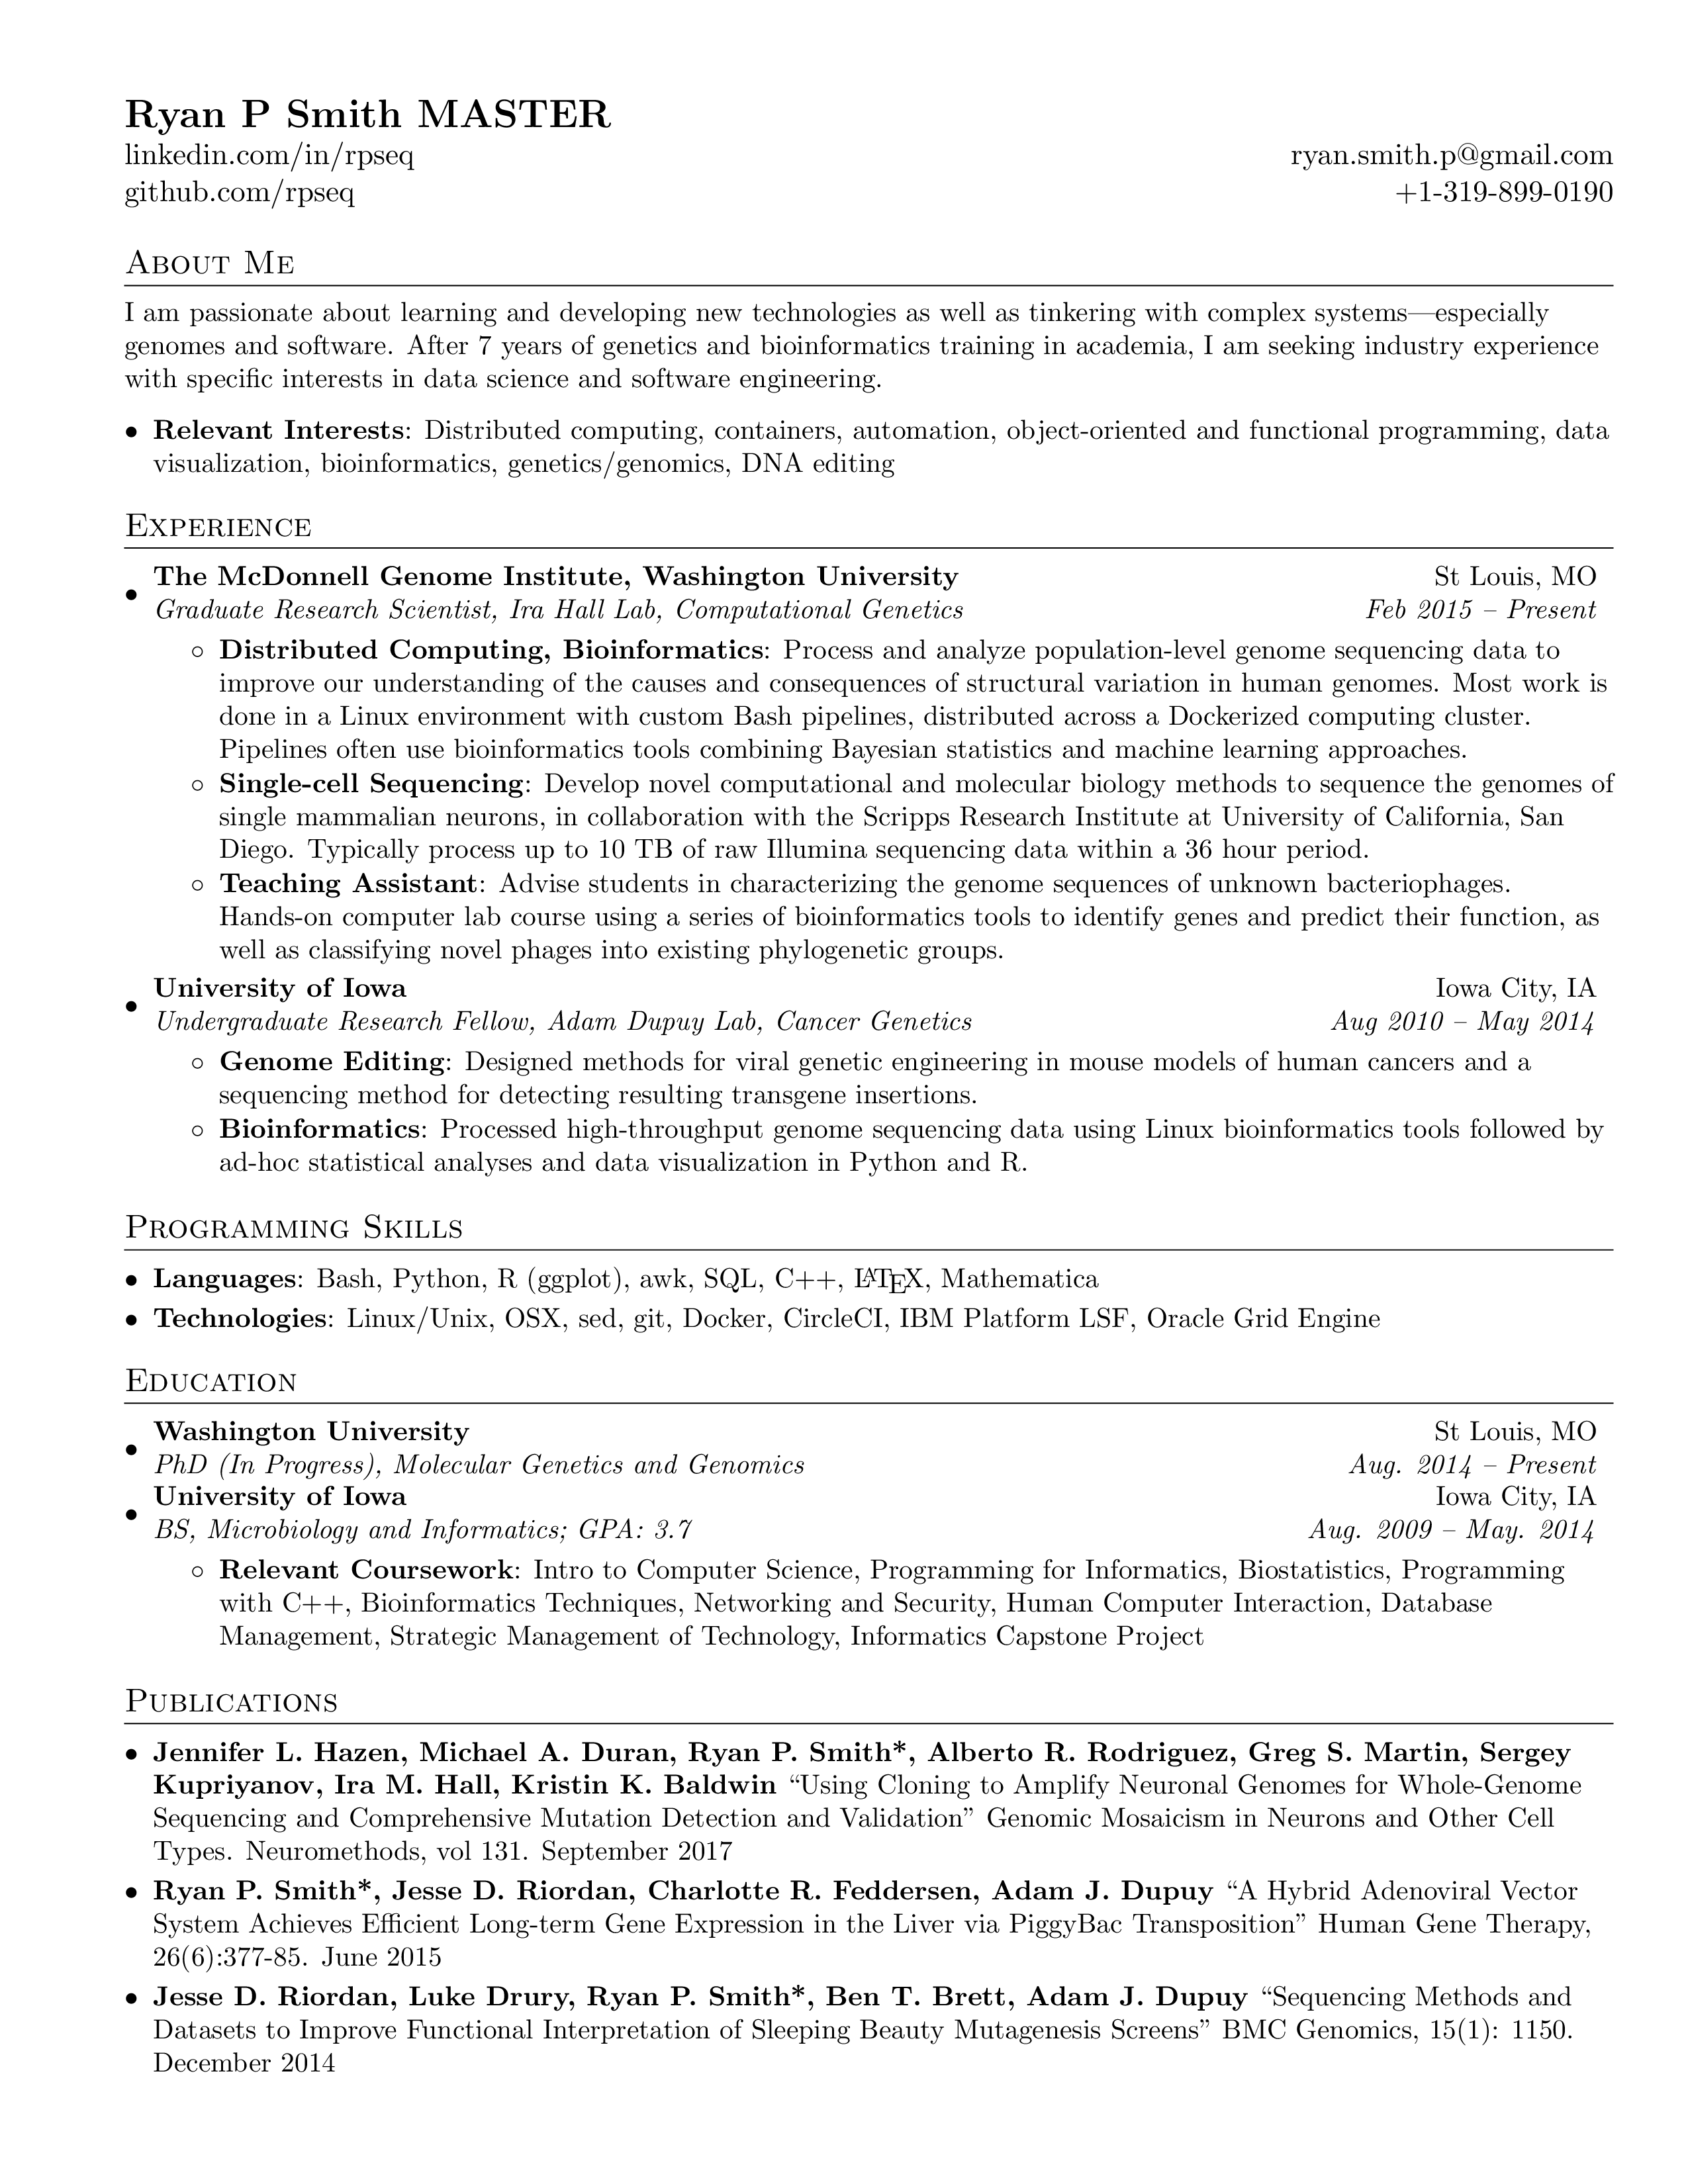 Ryan P Smith MASTER
linkedin.com/in/rpseq ryan.smith.p@gmail.com
github.com/rpseq +1-319-899-0190
About Me
I am passionate about learning and developing new technologies as well as tinkering with complex systems—especially
genomes and software. After 7 years of genetics and bioinformatics training in academia, I am seeking industry experience
with specific interests in data science and software engineering.
• Relevant Interests: Distributed computing, containers, automation, object-oriented and functional programming, data
visualization, bioinformatics, genetics/genomics, DNA editing
Experience
• The McDonnell Genome Institute, Washington University St Louis, MO
Graduate Research Scientist, Ira Hall Lab, Computational Genetics Feb 2015 – Present
◦ Distributed Computing, Bioinformatics: Process and analyze population-level genome sequencing data to
improve our understanding of the causes and consequences of structural variation in human genomes. Most work is
done in a Linux environment with custom Bash pipelines, distributed across a Dockerized computing cluster.
Pipelines often use bioinformatics tools combining Bayesian statistics and machine learning approaches.
◦ Single-cell Sequencing: Develop novel computational and molecular biology methods to sequence the genomes of
single mammalian neurons, in collaboration with the Scripps Research Institute at University of California, San
Diego. Typically process up to 10 TB of raw Illumina sequencing data within a 36 hour period.
◦ Teaching Assistant: Advise students in characterizing the genome sequences of unknown bacteriophages.
Hands-on computer lab course using a series of bioinformatics tools to identify genes and predict their function, as
well as classifying novel phages into existing phylogenetic groups.
• University of Iowa Iowa City, IA
Undergraduate Research Fellow, Adam Dupuy Lab, Cancer Genetics Aug 2010 – May 2014
◦ Genome Editing: Designed methods for viral genetic engineering in mouse models of human cancers and a
sequencing method for detecting resulting transgene insertions.
◦ Bioinformatics: Processed high-throughput genome sequencing data using Linux bioinformatics tools followed by
ad-hoc statistical analyses and data visualization in Python and R.
Programming Skills
• Languages: Bash, Python, R (ggplot), awk, SQL, C++, LATEX, Mathematica
• Technologies: Linux/Unix, OSX, sed, git, Docker, CircleCI, IBM Platform LSF, Oracle Grid Engine
Education
• Washington University St Louis, MO
PhD (In Progress), Molecular Genetics and Genomics Aug. 2014 – Present
• University of Iowa Iowa City, IA
BS, Microbiology and Informatics; GPA: 3.7 Aug. 2009 – May. 2014
◦ Relevant Coursework: Intro to Computer Science, Programming for Informatics, Biostatistics, Programming
with C++, Bioinformatics Techniques, Networking and Security, Human Computer Interaction, Database
Management, Strategic Management of Technology, Informatics Capstone Project
Publications
• Jennifer L. Hazen, Michael A. Duran, Ryan P. Smith*, Alberto R. Rodriguez, Greg S. Martin, Sergey
Kupriyanov, Ira M. Hall, Kristin K. Baldwin “Using Cloning to Amplify Neuronal Genomes for Whole-Genome
Sequencing and Comprehensive Mutation Detection and Validation” Genomic Mosaicism in Neurons and Other Cell
Types. Neuromethods, vol 131. September 2017
• Ryan P. Smith*, Jesse D. Riordan, Charlotte R. Feddersen, Adam J. Dupuy “A Hybrid Adenoviral Vector
System Achieves Efficient Long-term Gene Expression in the Liver via PiggyBac Transposition” Human Gene Therapy,
26(6):377-85. June 2015
• Jesse D. Riordan, Luke Drury, Ryan P. Smith*, Ben T. Brett, Adam J. Dupuy “Sequencing Methods and
Datasets to Improve Functional Interpretation of Sleeping Beauty Mutagenesis Screens” BMC Genomics, 15(1): 1150.
December 2014